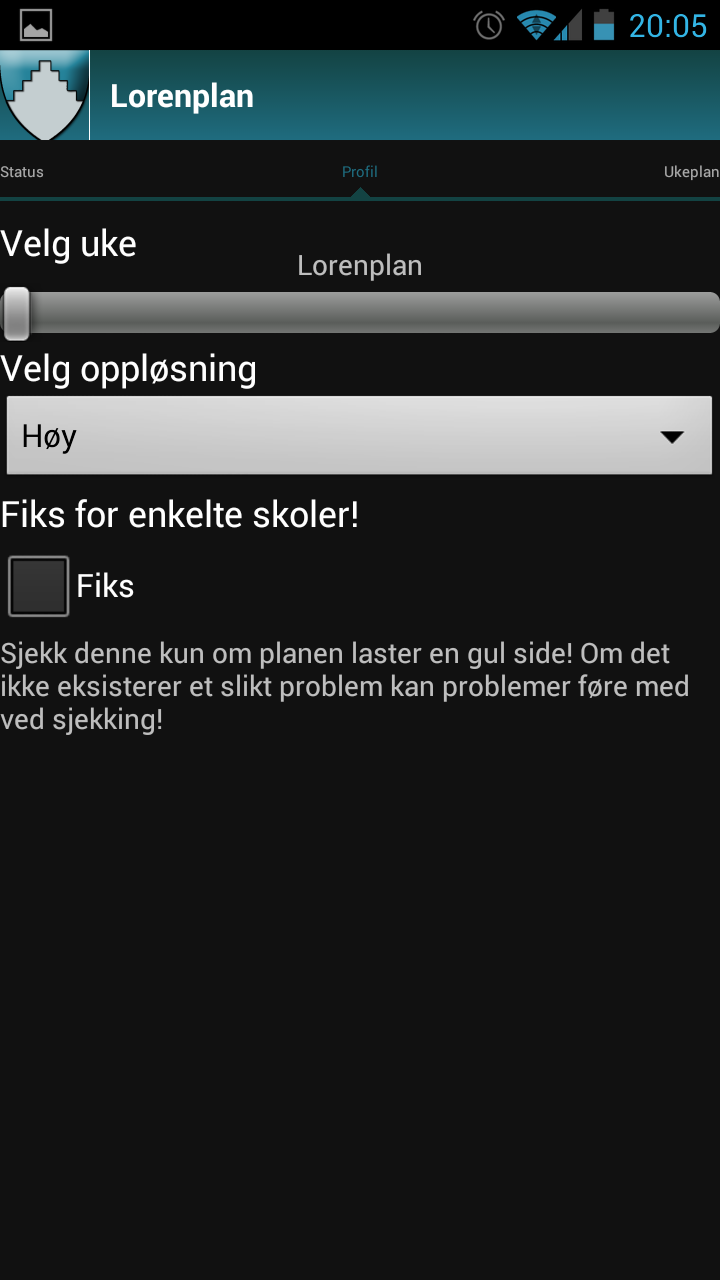 20:05
Lorenplan
Status
Profil
Ukeplan
Velg uke
Lorenplan
Velg oppløsning
Høy
Fiks for enkelte skoler!
Fiks
Sjekk denne kun om planen laster en gul side! Om det
ikke eksisterer et slikt problem kan problemer føre med
ved sjekking!